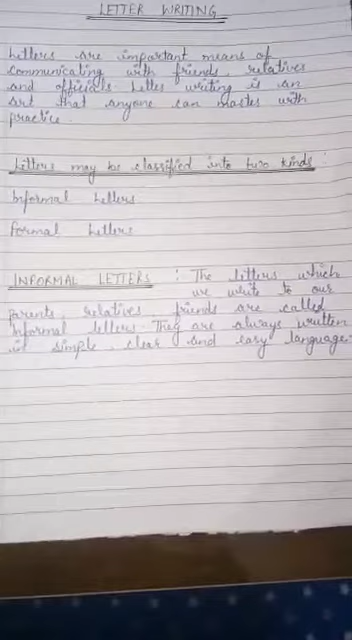 LETTER WRITING
Letters are important means of
communicating with friends, relatives
and officials. Letter writing is an
art that anyone can master with
practice.
Letters may be classified into two kinds :
Informal Letters
Formal Letters
INFORMAL LETTERS : The letters which
we write to our
parents, relatives, friends are called
informal letters. They are always written
in simple, clear and easy language.